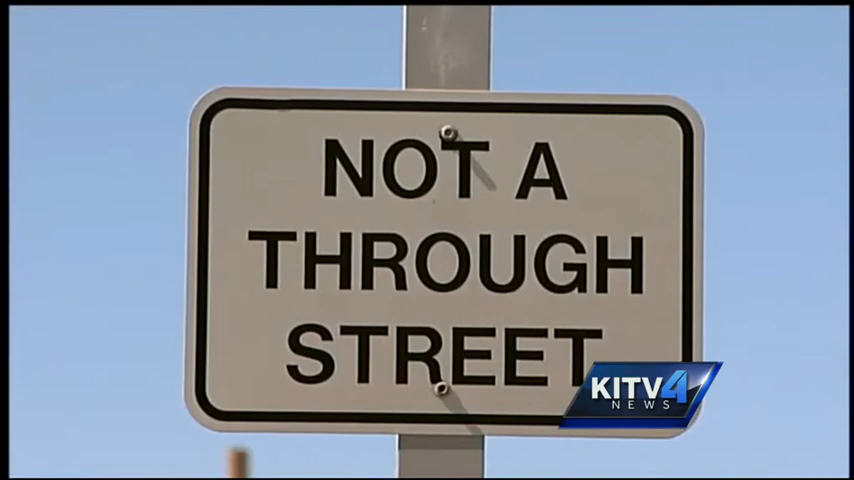 NOT A
THROUGH
STREET
KITV4
NEWS